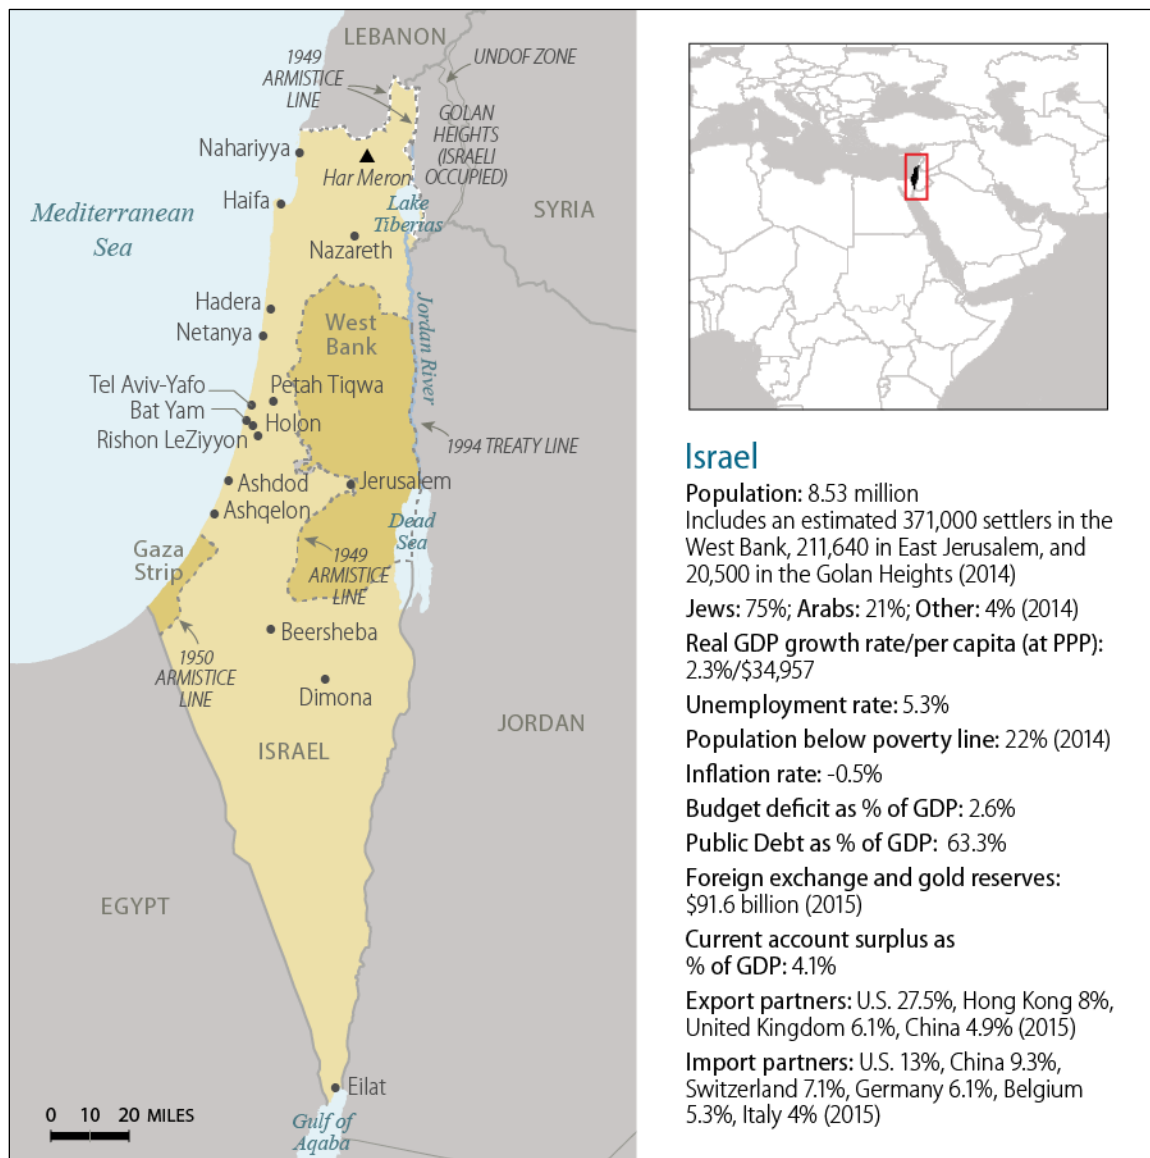 LEBANON
1949
ARMISTICE
LINE
UNDOF ZONE
GOLAN
HEIGHTS
(ISRAELI
OCCUPIED)
Nahariyya
Har Meron
Haifa
Lake
Tiberias
Mediterranean
Sea
SYRIA
Nazareth
Hadera
Netanya
West
Bank
Jordan River
Tel Aviv-Yafo
Petah Tiqwa
Bat Yam
Holon
Rishon LeZiyyon
1994 TREATY LINE
Ashdod
Jerusalem
Ashqelon
Dead
Sea
Gaza
Strip
1949
ARMISTICE
LINE
Beersheba
1950
ARMISTICE
LINE
Dimona
JORDAN
ISRAEL
EGYPT
Eilat
0 10 20 MILES
Gulf of
Aqaba
Israel
Population: 8.53 million
Includes an estimated 371,000 settlers in the
West Bank, 211,640 in East Jerusalem, and
20,500 in the Golan Heights (2014)
Jews: 75%; Arabs: 21%; Other: 4% (2014)
Real GDP growth rate/per capita (at PPP):
2.3%/$34,957
Unemployment rate: 5.3%
Population below poverty line: 22% (2014)
Inflation rate: -0.5%
Budget deficit as % of GDP: 2.6%
Public Debt as % of GDP: 63.3%
Foreign exchange and gold reserves:
$91.6 billion (2015)
Current account surplus as
% of GDP: 4.1%
Export partners: U.S. 27.5%, Hong Kong 8%,
United Kingdom 6.1%, China 4.9% (2015)
Import partners: U.S. 13%, China 9.3%,
Switzerland 7.1%, Germany 6.1%, Belgium
5.3%, Italy 4% (2015)